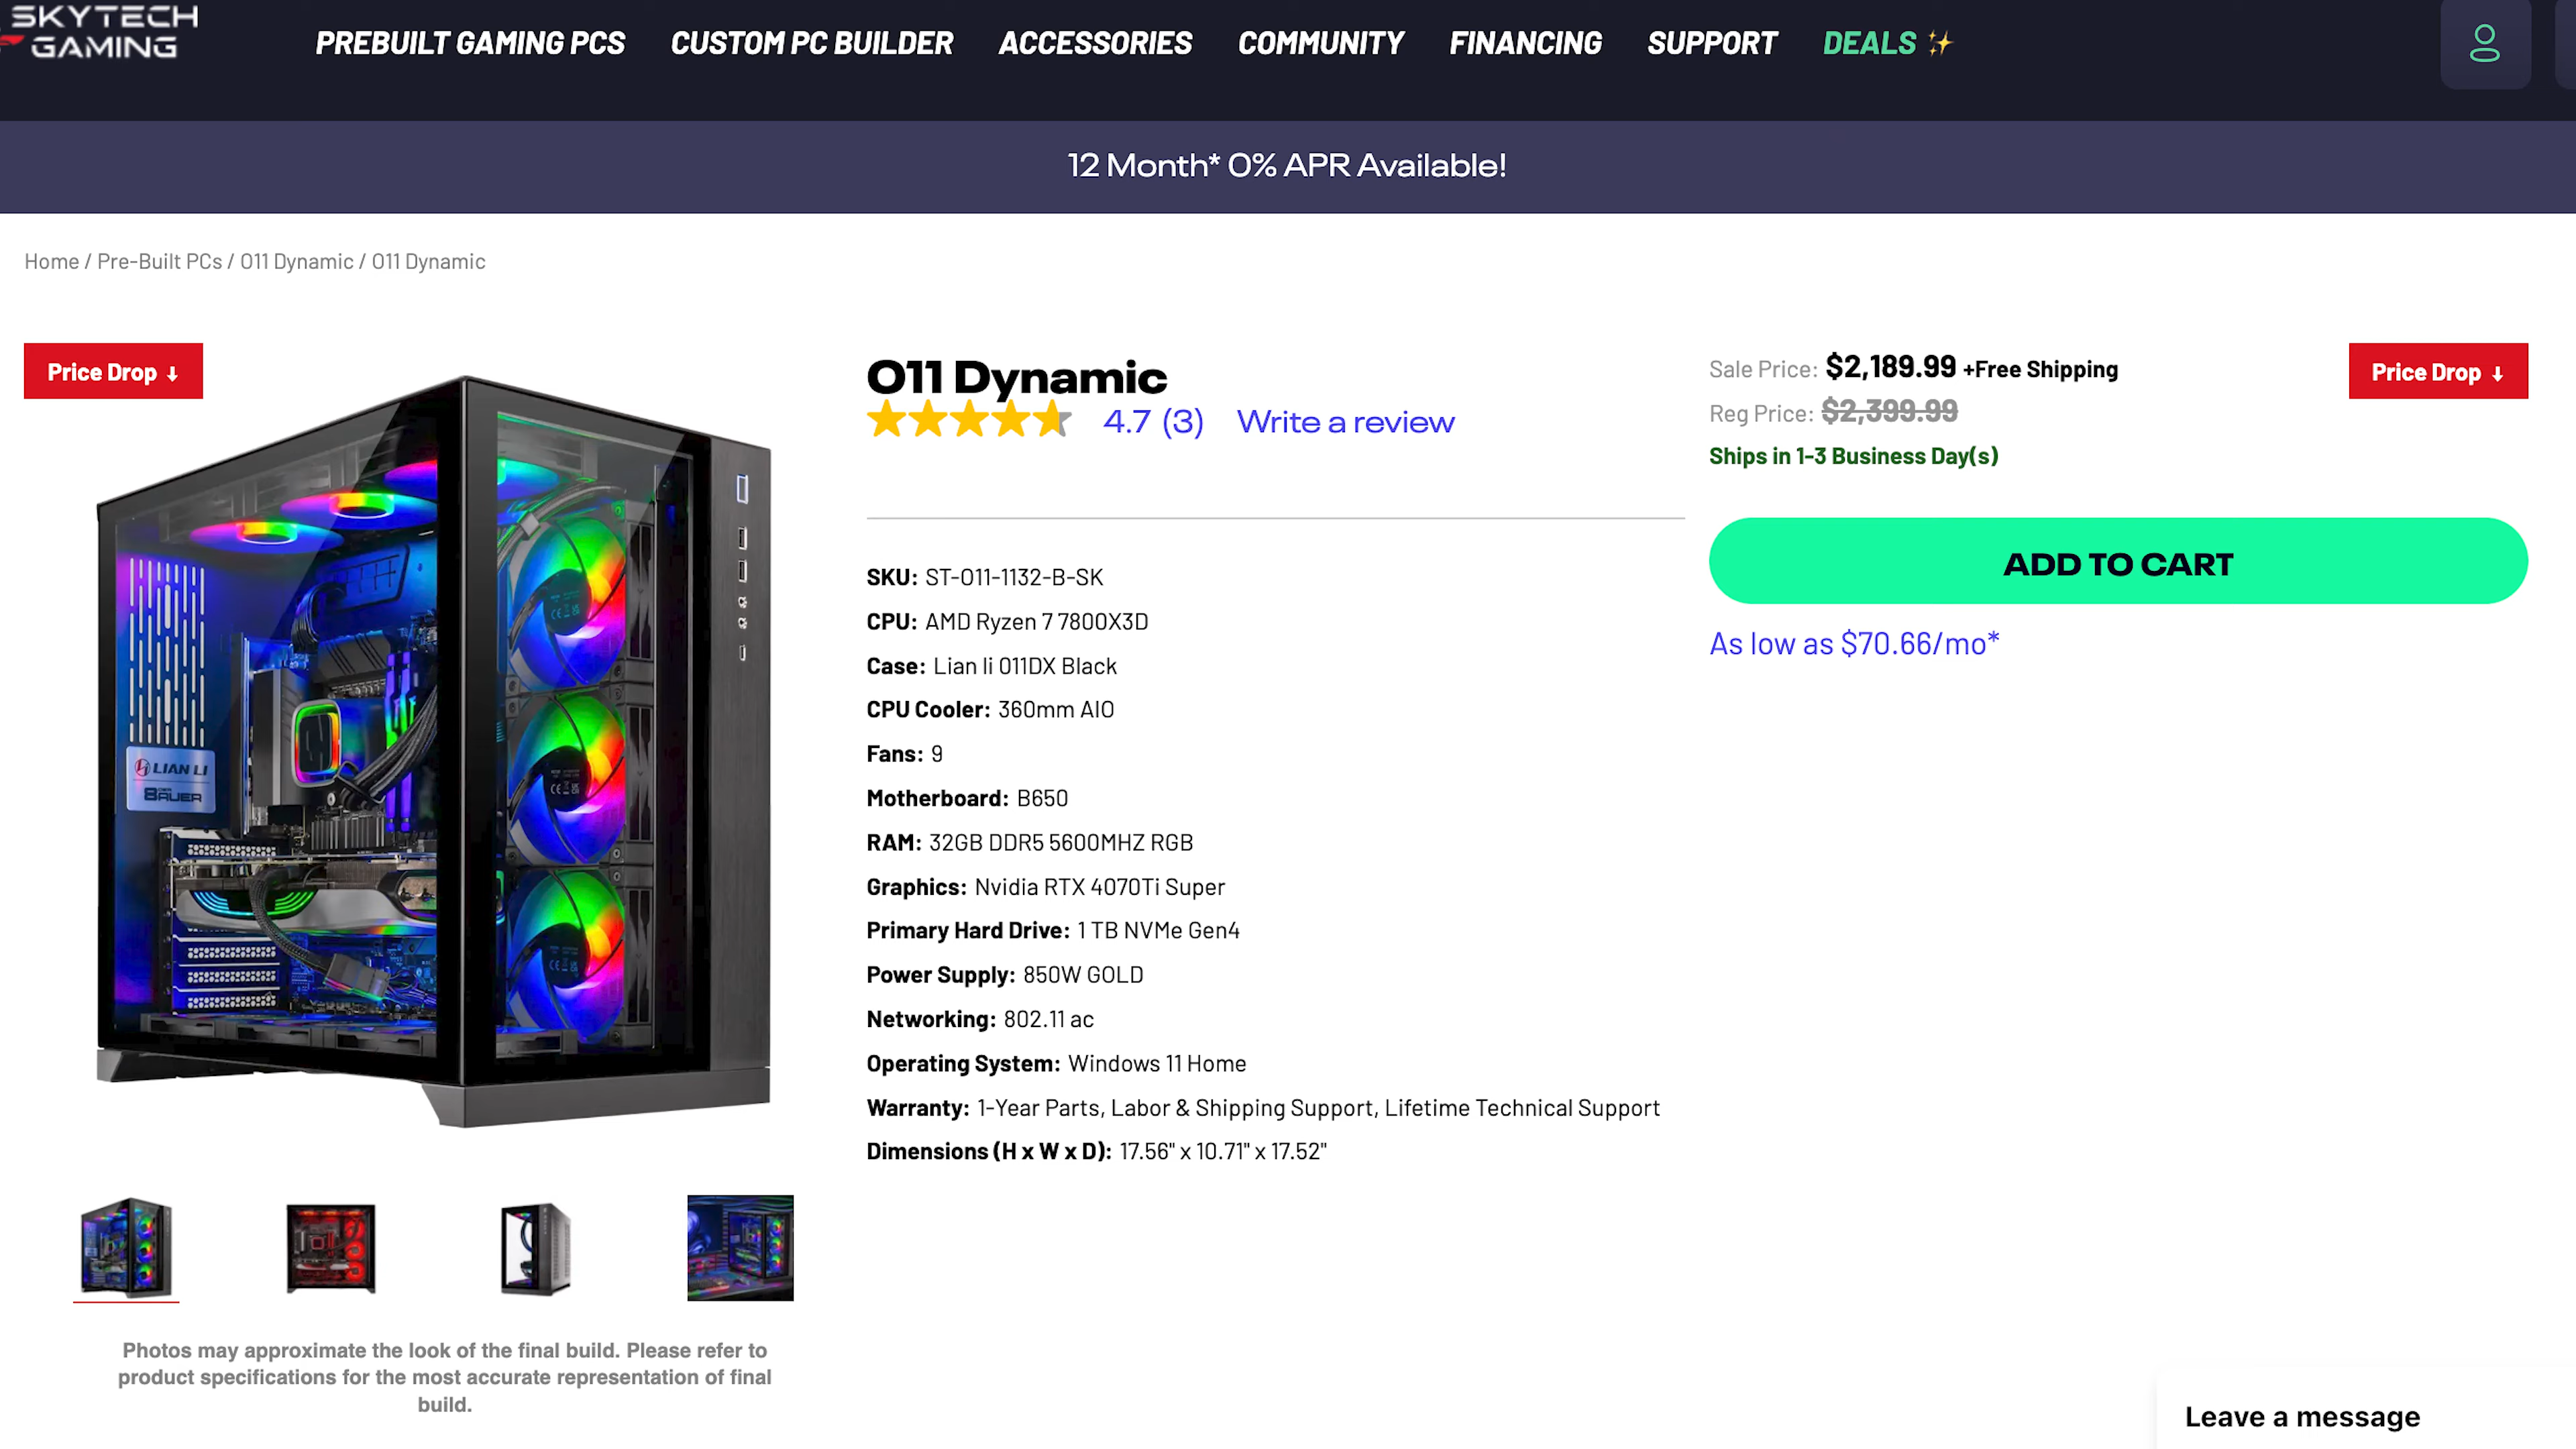 SKYTECH
GAMING
PREBUILT GAMING PCS CUSTOM PC BUILDER ACCESSORIES COMMUNITY FINANCING SUPPORT DEALS
12 Month* 0% APR Available!
Home / Pre-Built PCs / O11 Dynamic / O11 Dynamic
Price Drop ↓
LIAN LI
O11 Dynamic
4.7 (3) Write a review
SKU: ST-O11-1132-B-SK
CPU: AMD Ryzen 7 7800X3D
Case: Lian li O11DX Black
CPU Cooler: 360mm AIO
Fans: 9
Motherboard: B650
RAM: 32GB DDR5 5600MHZ RGB
Graphics: Nvidia RTX 4070Ti Super
Primary Hard Drive: 1 TB NVMe Gen4
Power Supply: 850W GOLD
Networking: 802.11 ac
Operating System: Windows 11 Home
Warranty: 1-Year Parts, Labor & Shipping Support, Lifetime Technical Support
Dimensions (H x W x D): 17.56" x 10.71" x 17.52"
Sale Price: $2,189.99 +Free Shipping
Reg Price: $2,399.99
Ships in 1-3 Business Day(s)
Price Drop ↓
ADD TO CART
As low as $70.66/mo*
Photos may approximate the look of the final build. Please refer to
product specifications for the most accurate representation of final
build.
Leave a message